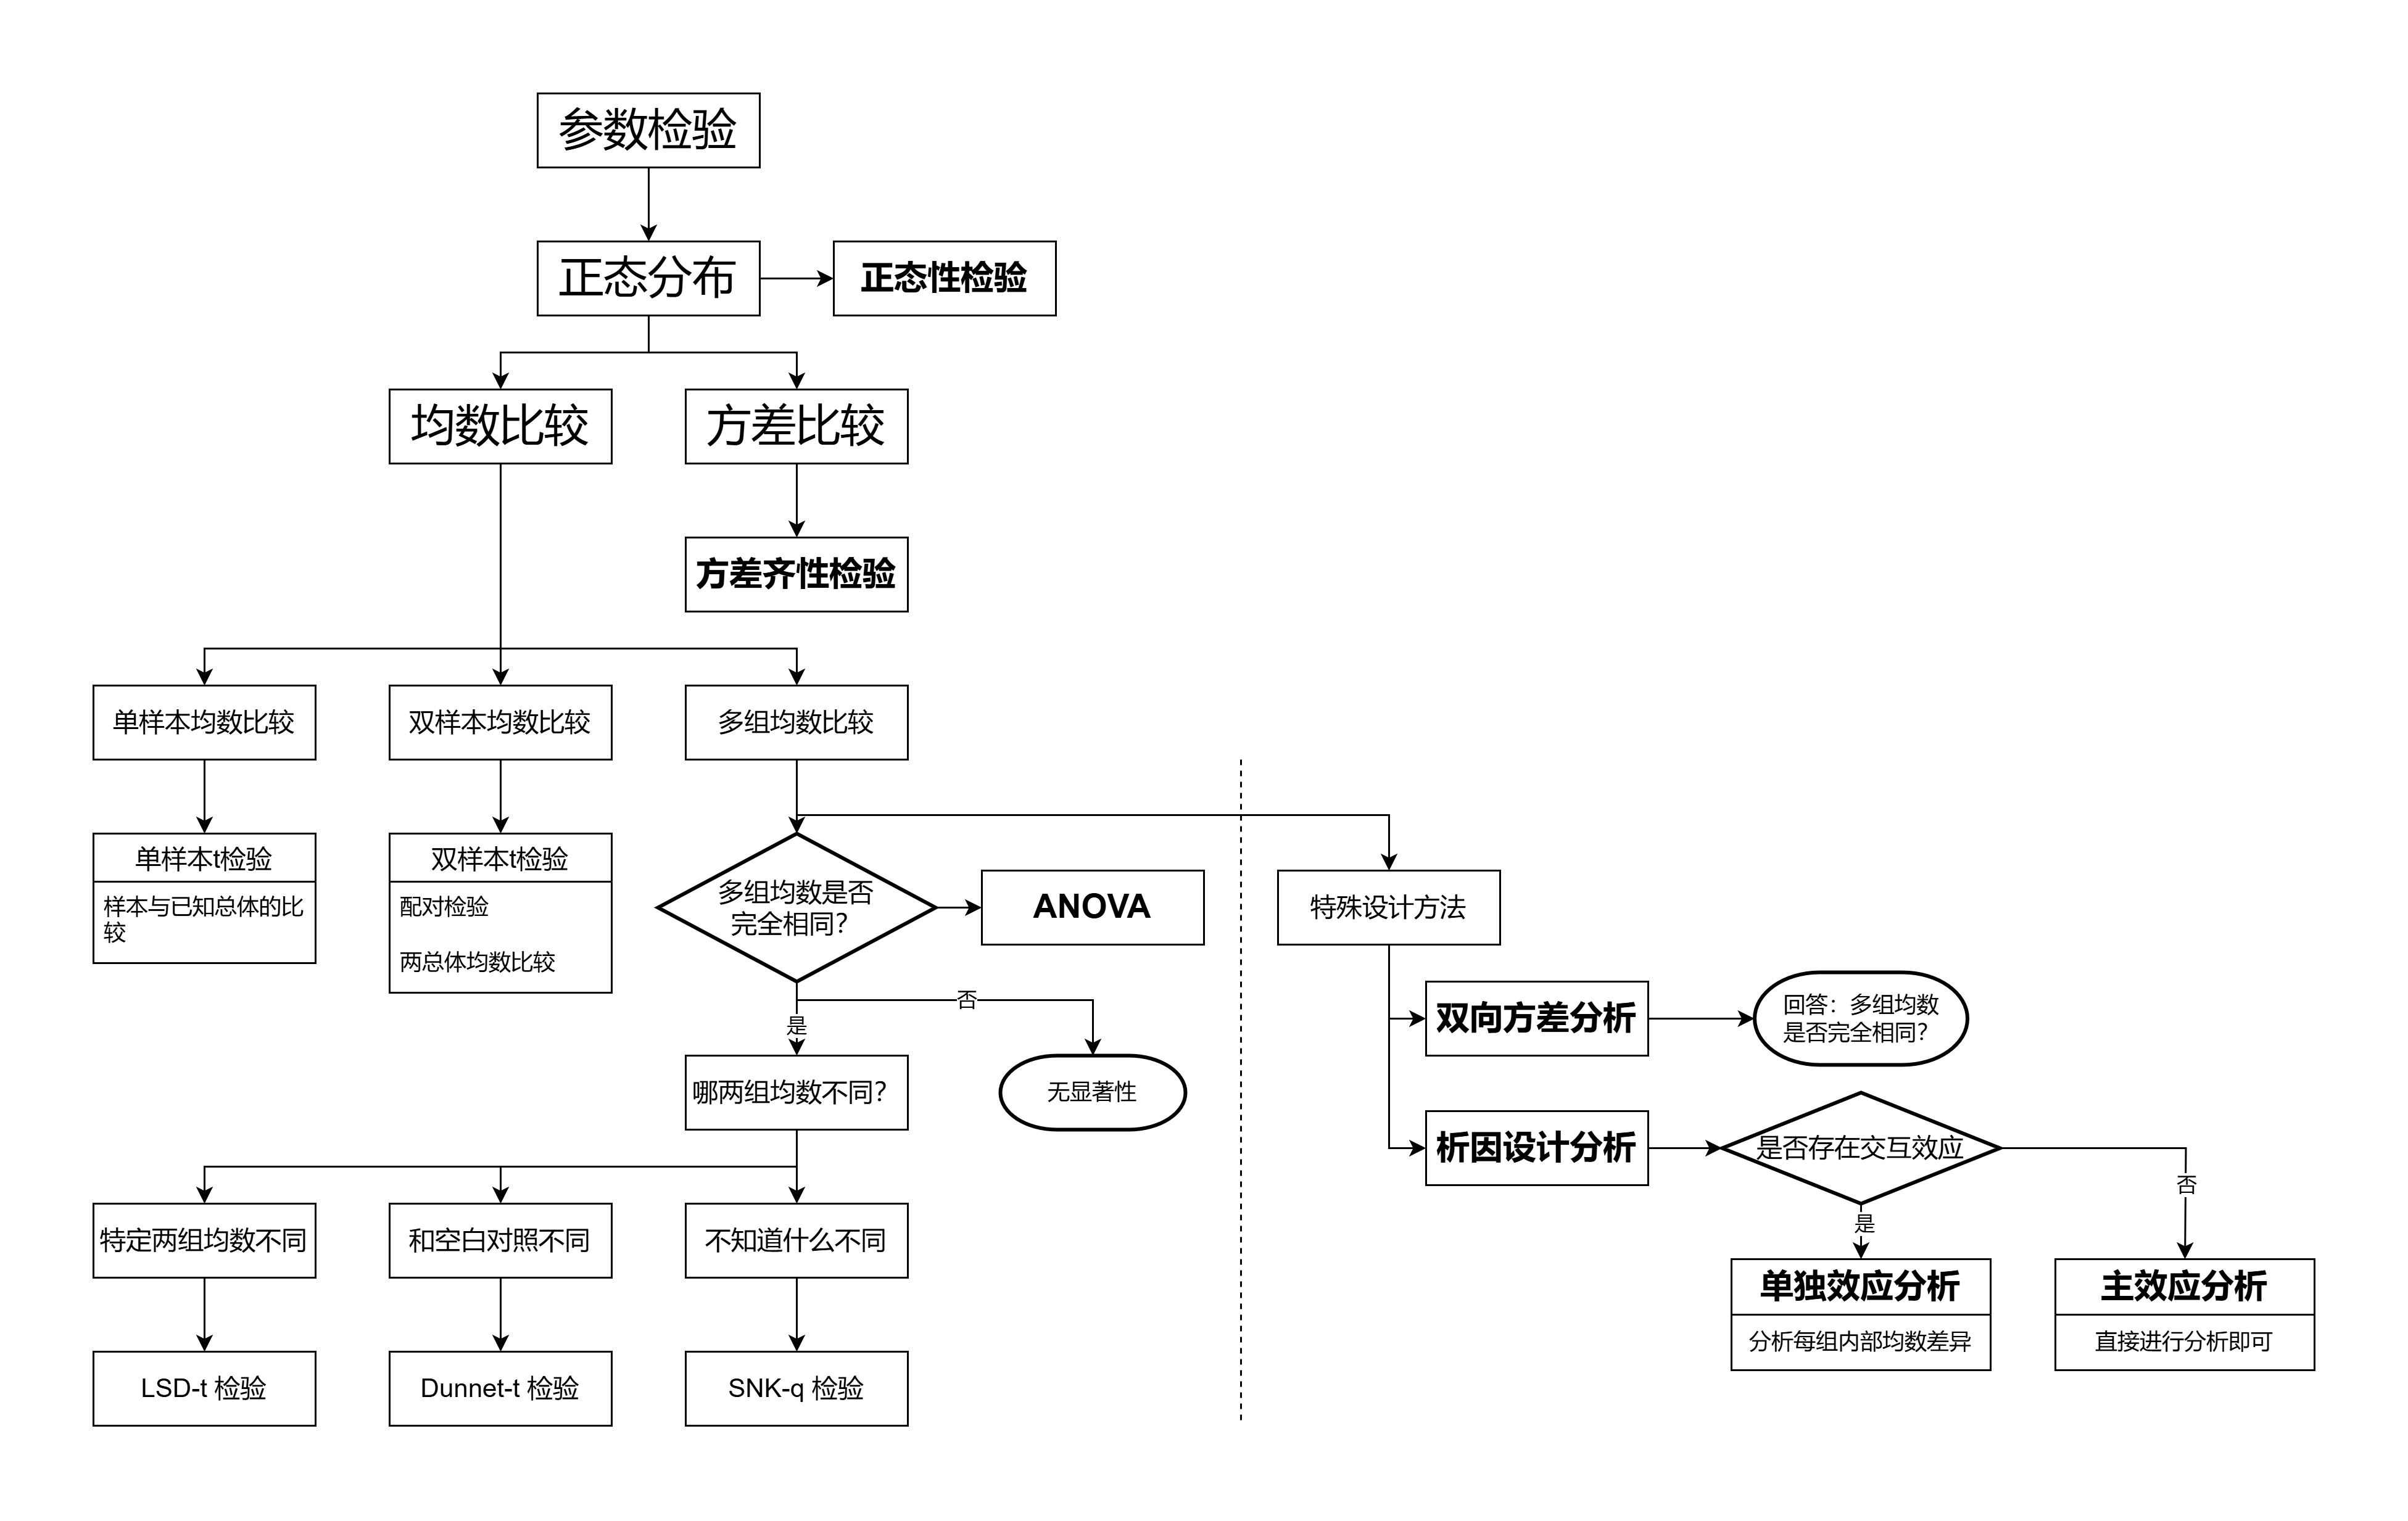 参数检验
正态分布
正态性检验
均数比较
方差比较
方差齐性检验
单样本均数比较
双样本均数比较
多组均数比较
单样本t检验
样本与已知总体的比
较
双样本t检验
配对检验
两总体均数比较
多组均数是否
完全相同？
ANOVA
特殊设计方法
否
是
哪两组均数不同？
无显著性
双向方差分析
回答：多组均数
是否完全相同？
析因设计分析
是否存在交互效应
否
是
特定两组均数不同
和空白对照不同
不知道什么不同
单独效应分析
分析每组内部均数差异
主效应分析
直接进行分析即可
LSD-t 检验
Dunnet-t 检验
SNK-q 检验